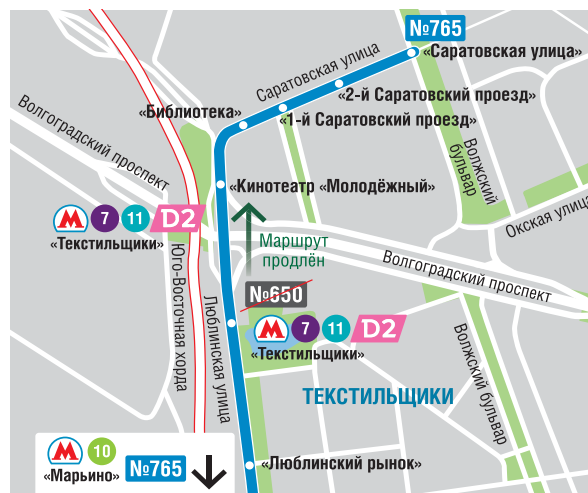 №765
«Саратовская улица»
Саратовская улица
«2-й Саратовский проезд»
«Библиотека»
«1-й Саратовский проезд»
Волгоградский проспект
Волжский
бульвар
«Кинотеатр «Молодёжный»
Окская улица
М 7 11 D2
«Текстильщики»
Маршрут
продлён
Волгоградский проспект
Юго-Восточная хорда
Люблинская улица
№650
М 7 11 D2
«Текстильщики»
Волжский бульвар
ТЕКСТИЛЬЩИКИ
М 10
«Марьино»
№765
«Люблинский рынок»